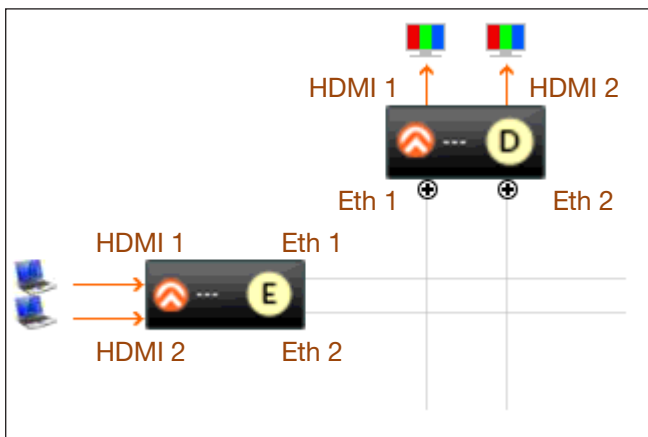 HDMI 1 HDMI 2
--- D
Eth 1 Eth 2
HDMI 1 Eth 1
--- E
HDMI 2 Eth 2